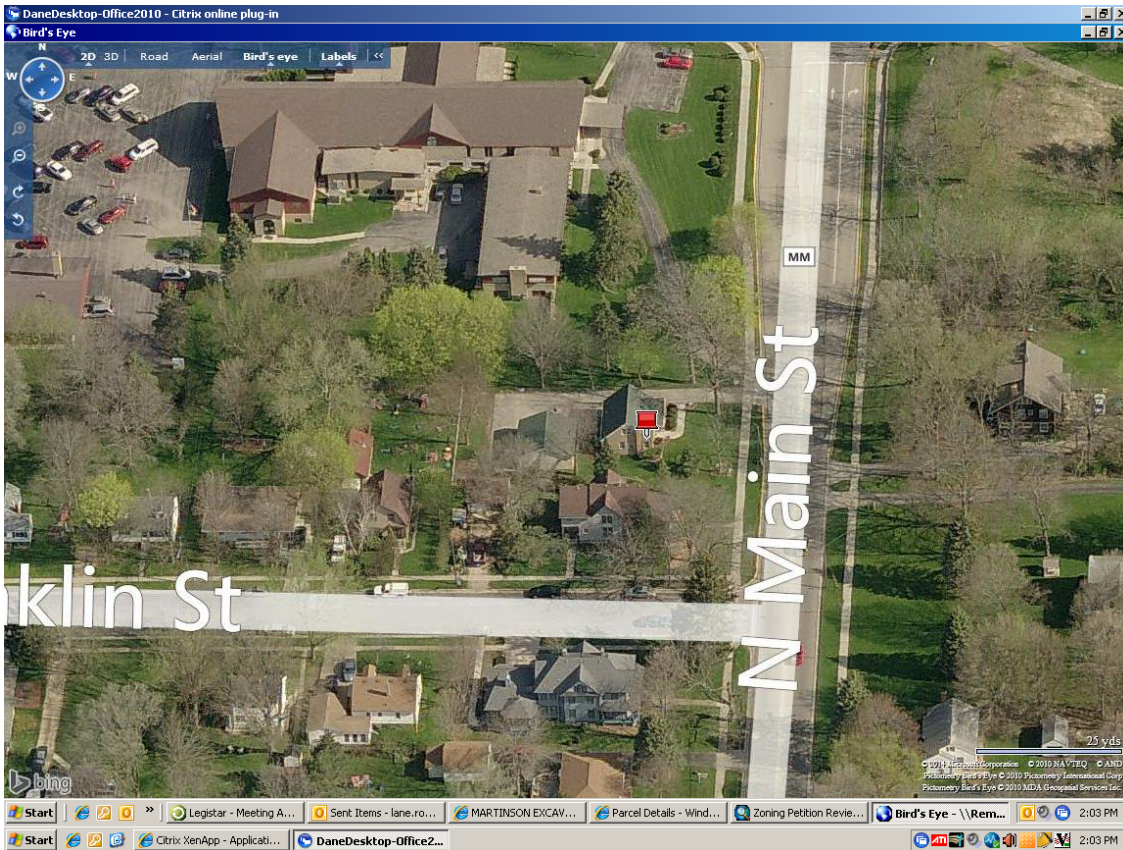 DaneDesktop-Office2010 - Citrix online plug-in
Bird's Eye
N
W
E
2D 3D Road Aerial Bird's eye Labels <<
MM
N Main St
klin St
25 yds
Microsoft Corporation © 2010 NAVTEQ © AND
Pictometry Bird's Eye © 2010 Pictometry International Corp
Pictometry Bird's Eye © 2010 MDA Geospatial Services Inc.
bing
Start » Legistar - Meeting A... Sent Items - lane.ro... MARTINSON EXCAV... Parcel Details - Wind... Zoning Petition Revie... Bird's Eye - \\Rem... 2:03 PM
Start Citrix XenApp - Applicati... DaneDesktop-Office2... ATI 2:03 PM